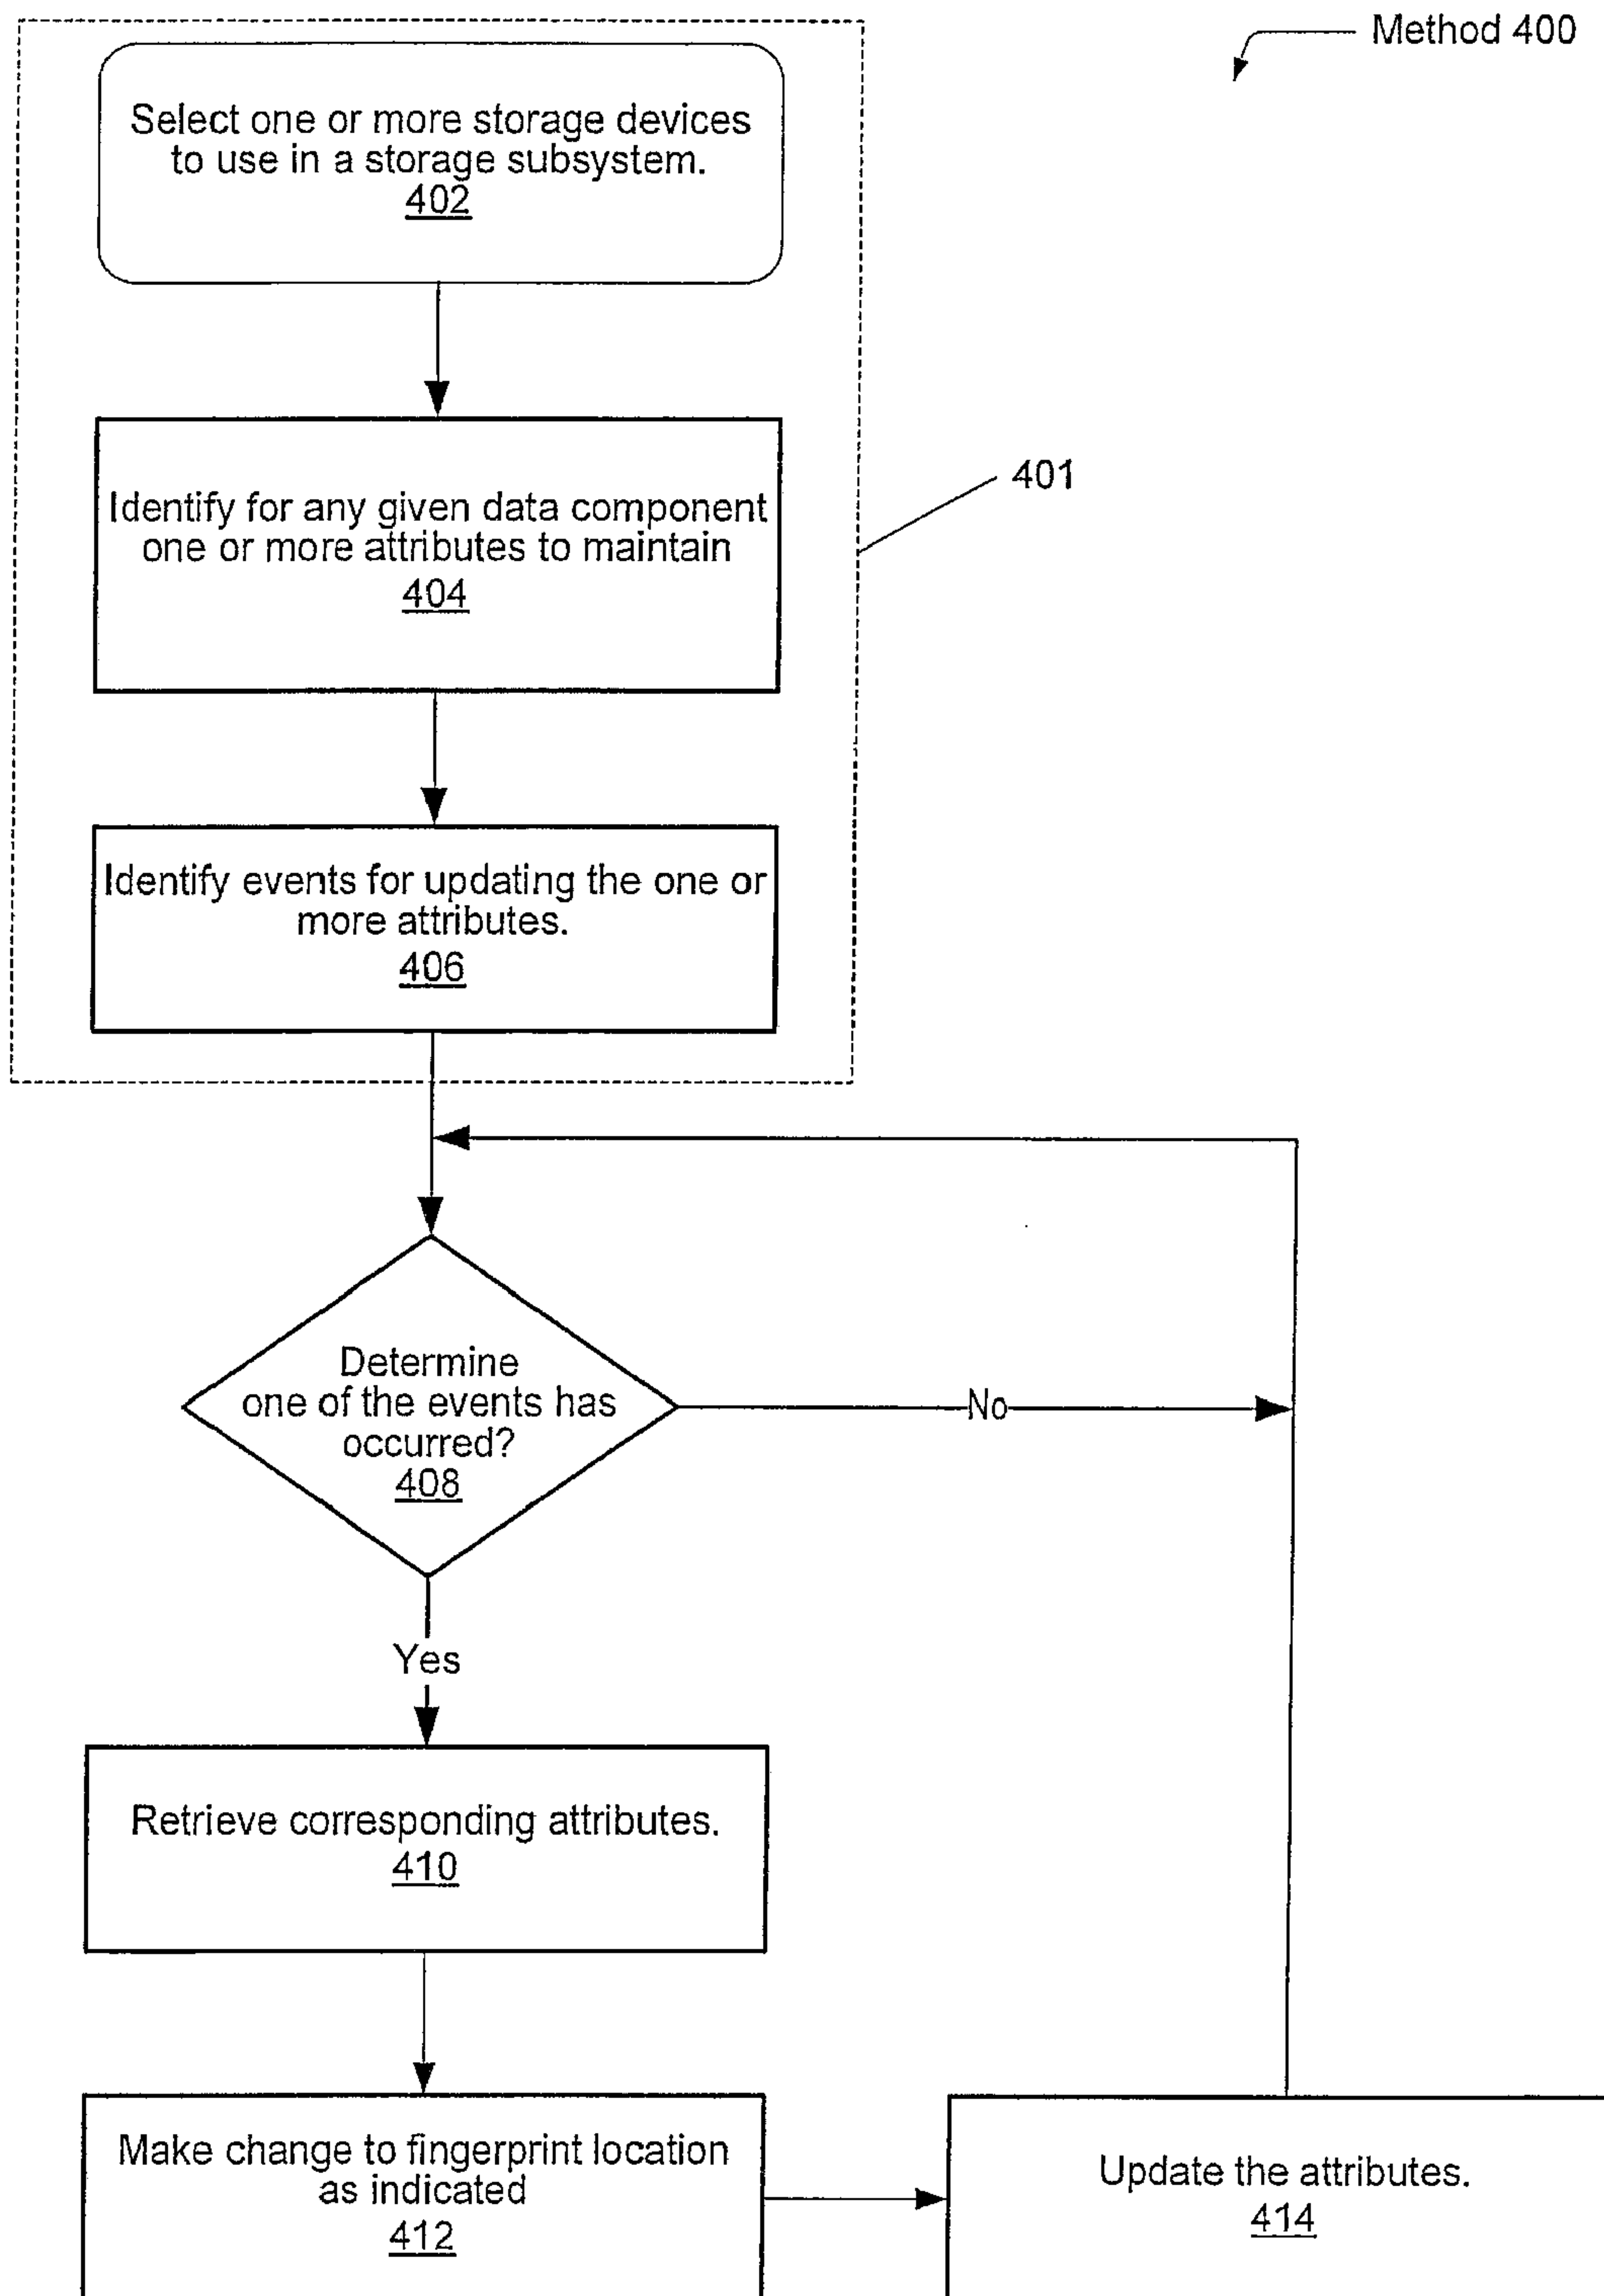 Method 400
Select one or more storage devices
to use in a storage subsystem.
402
Identify for any given data component
one or more attributes to maintain
404
401
Identify events for updating the one or
more attributes.
406
Determine
one of the events has
occurred?
408
No
Yes
Retrieve corresponding attributes.
410
Make change to fingerprint location
as indicated
412
Update the attributes.
414